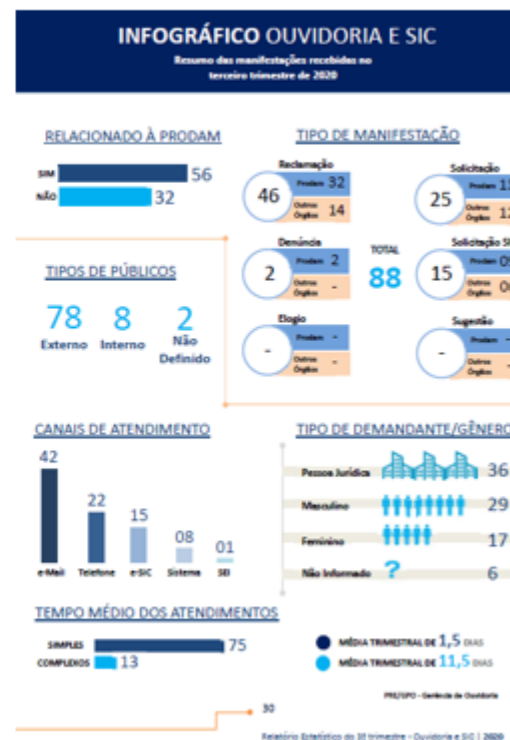 INFOGRÁFICO OUVIDORIA E SIC
Resumo das manifestações recebidas no
terceiro trimestre de 2020
RELACIONADO À PRODAM
SIM 56
NÃO 32
TIPOS DE PÚBLICOS
78 8 2
Externo Interno Não
Definido
TIPO DE MANIFESTAÇÃO
Reclamação
46
Prodam 32
Outros
Órgãos 14
Solicitação
25
Prodam
Outros
Órgãos
Denúncia
2
Prodam 2
Outros
Órgãos -
TOTAL
88
Solicitação
15
Prodam
Outros
Órgãos
Elogio
-
Prodam -
Outros
Órgãos -
Sugestão
-
Prodam -
Outros
Órgãos -
CANAIS DE ATENDIMENTO
42 22 15 08 01
e-Mail Telefone e-SIC Sistema SEI
TIPO DE DEMANDANTE/GÊNERO
Pessoa Jurídica 36
Masculino 29
Feminino 17
Não Informado ? 6
TEMPO MÉDIO DOS ATENDIMENTOS
SIMPLES 75
COMPLEXOS 13
MÉDIA TRIMESTRAL DE 1,5 DIAS
MÉDIA TRIMESTRAL DE 11,5 DIAS
Gerência de Ouvidoria
30
Relatório Estatístico do 3º trimestre - Ouvidoria e SIC | 2020